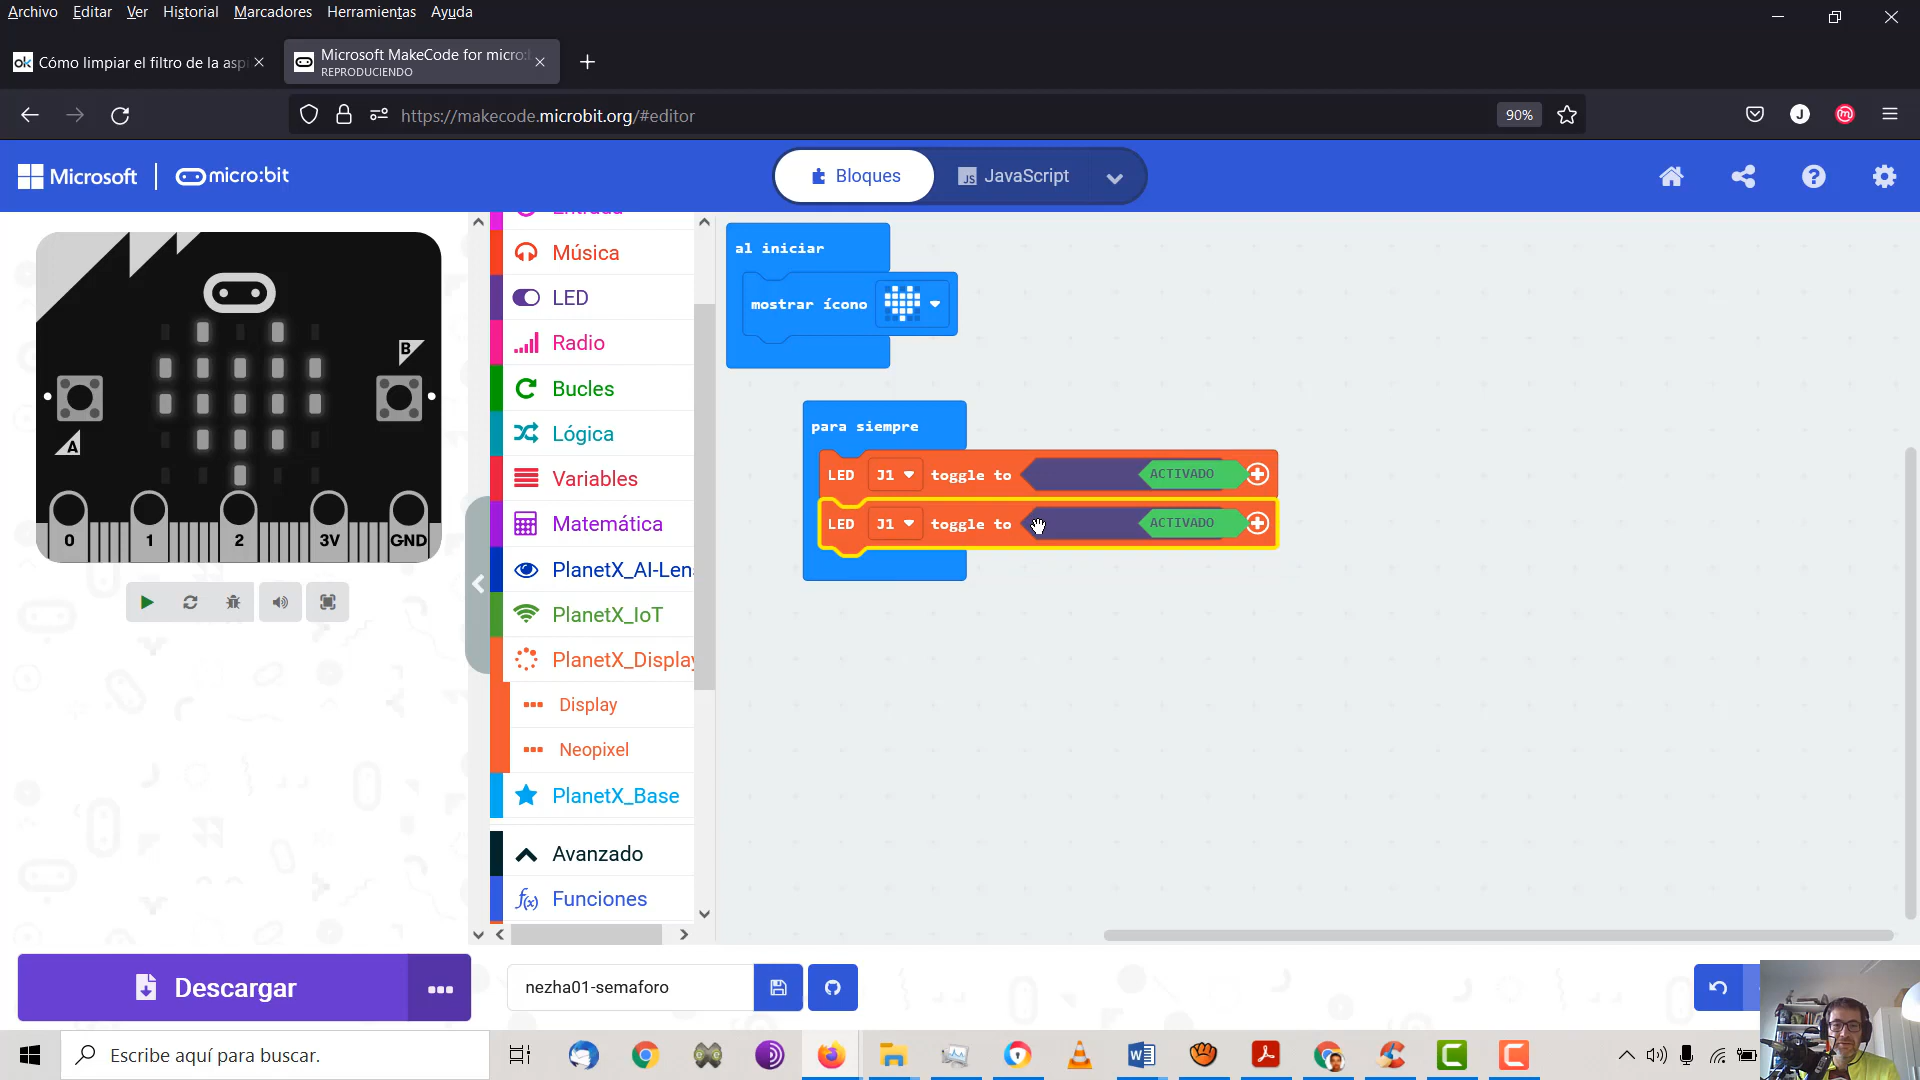 Archivo Editar Ver Historial Marcadores Herramientas Ayuda
ok Cómo limpiar el filtro de la asp
Microsoft MakeCode for micro:
REPRODUCIENDO
https://makecode.microbit.org/#editor
90%
J
m
Microsoft
micro:bit
Bloques
JS JavaScript
?
B
A
0 1 2 3V GND
Música
LED
Radio
Bucles
Lógica
Variables
Matemática
PlanetX_AI-Len
PlanetX_IoT
PlanetX_Display
Display
Neopixel
PlanetX_Base
Avanzado
f(x) Funciones
al iniciar
mostrar ícono
para siempre
LED J1 toggle to ACTIVADO
LED J1 toggle to ACTIVADO
Descargar
nezha01-semaforo
Escribe aquí para buscar.